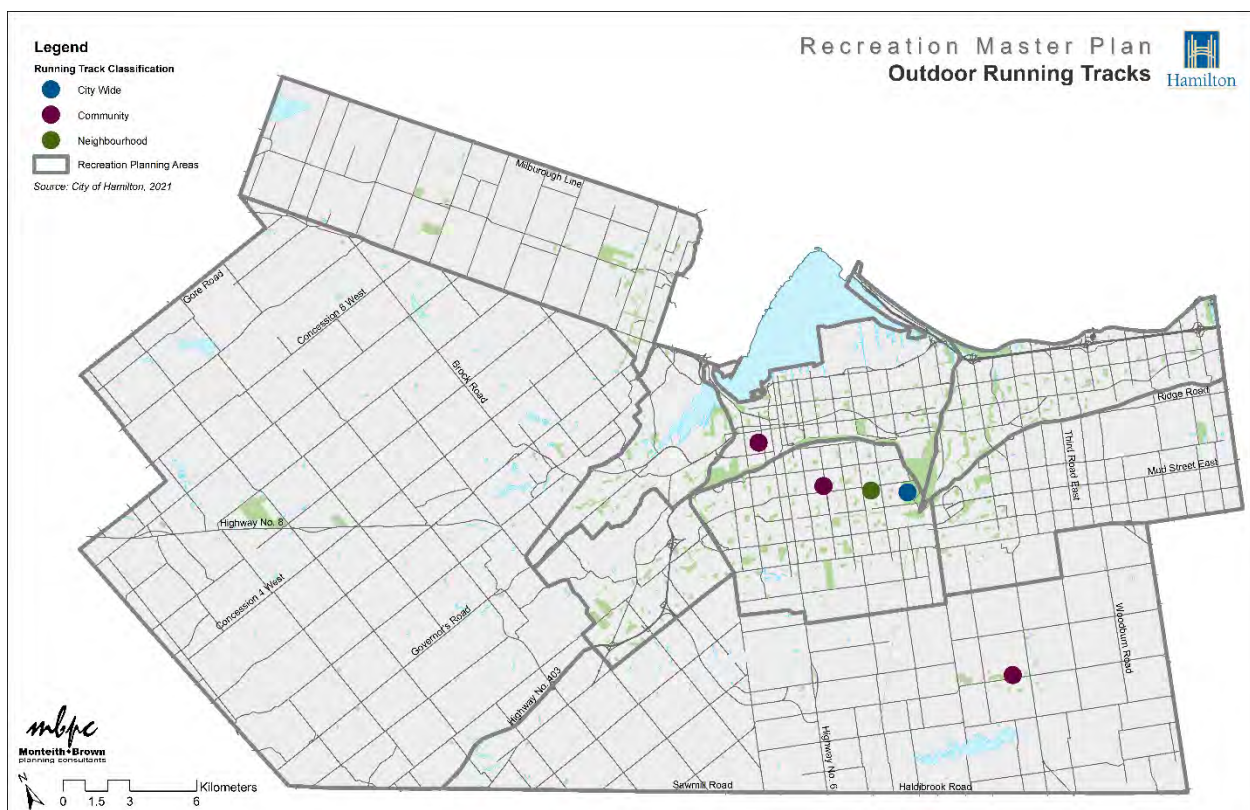 Legend
Running Track Classification
City Wide
Community
Neighbourhood
Recreation Planning Areas
Source: City of Hamilton, 2021
Recreation Master Plan
Outdoor Running Tracks
Hamilton
Milburough Line
Gore Road
Concession 6 West
Brock Road
Ridge Road
Third Road East
Mud Street East
Highway No. 8
Concession 4 West
Governor's Road
Woodburn Road
Highway No. 403
Highway No. 6
Sawmill Road
Haldibrook Road
mbpc
Monteith+Brown
planning consultants
N
Kilometers
0 1.5 3 6